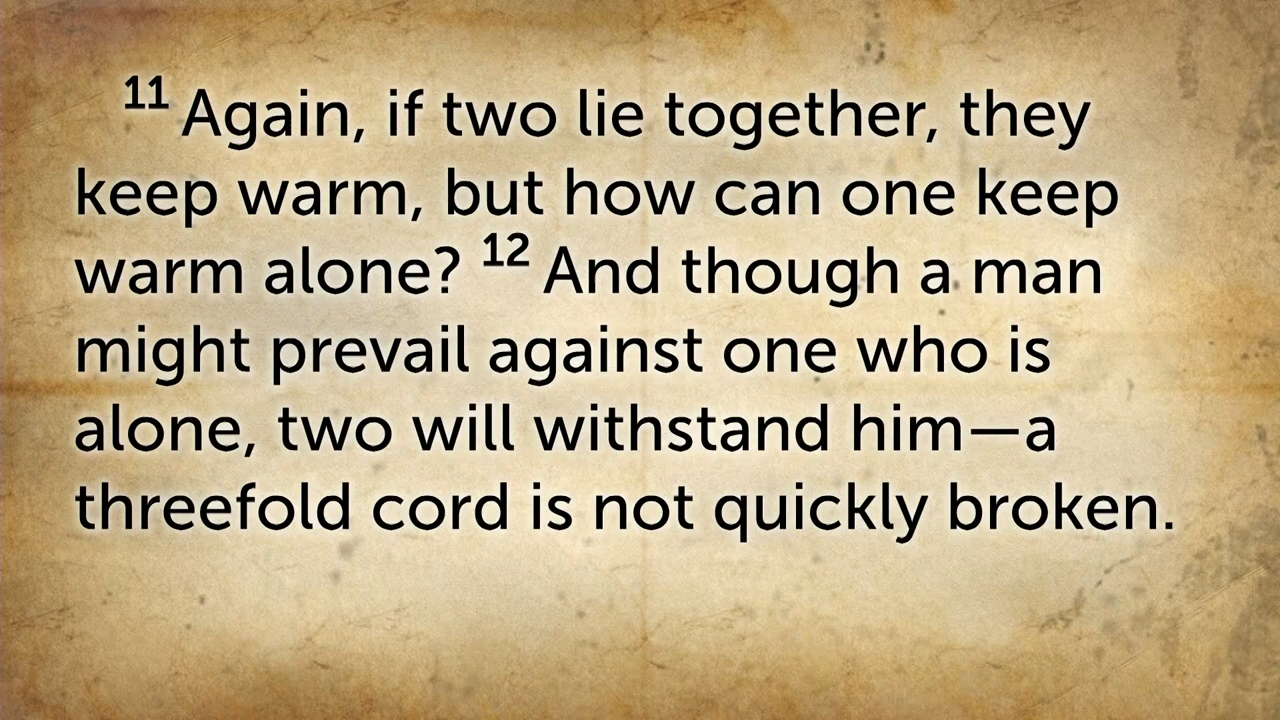 11 Again, if two lie together, they
keep warm, but how can one keep
warm alone? 12 And though a man
might prevail against one who is
alone, two will withstand him—a
threefold cord is not quickly broken.